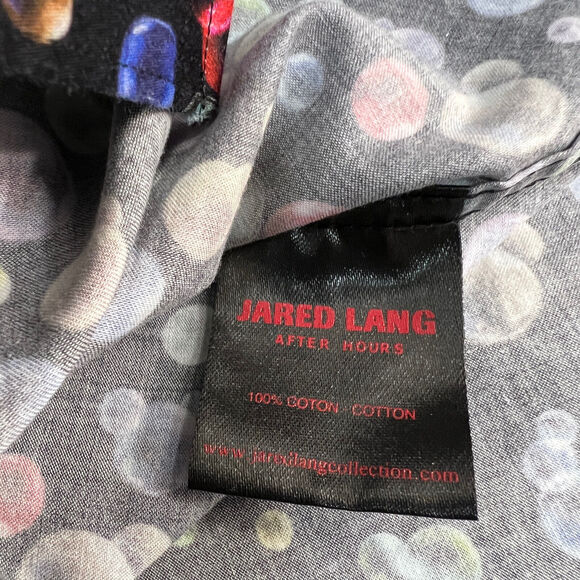 JARED LANG
AFTER HOURS
100% COTON COTTON
www.jaredlangcollection.com